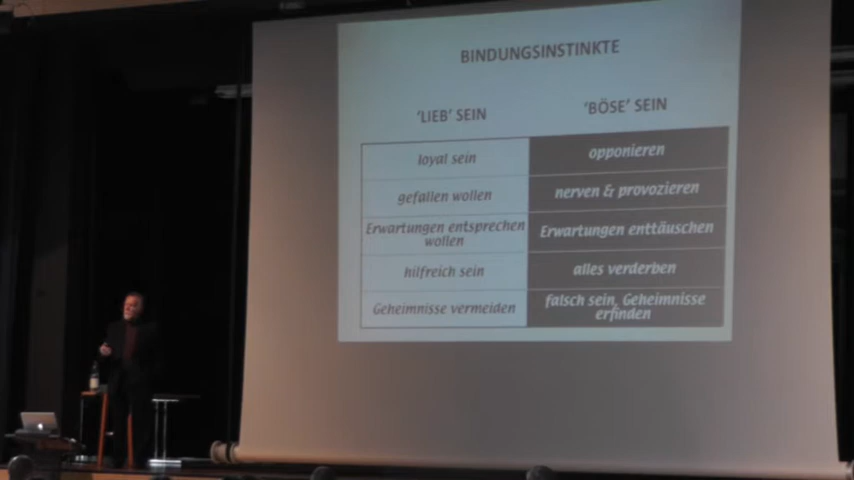 BINDUNGSINSTINKTE
'LIEB' SEIN
'BÖSE' SEIN
loyal sein
opponieren
gefallen wollen
nerven & provozieren
Erwartungen entsprechen
wollen
Erwartungen enttäuschen
hilfreich sein
alles verderben
Geheimnisse vermeiden
falsch sein, Geheimnisse
erfinden